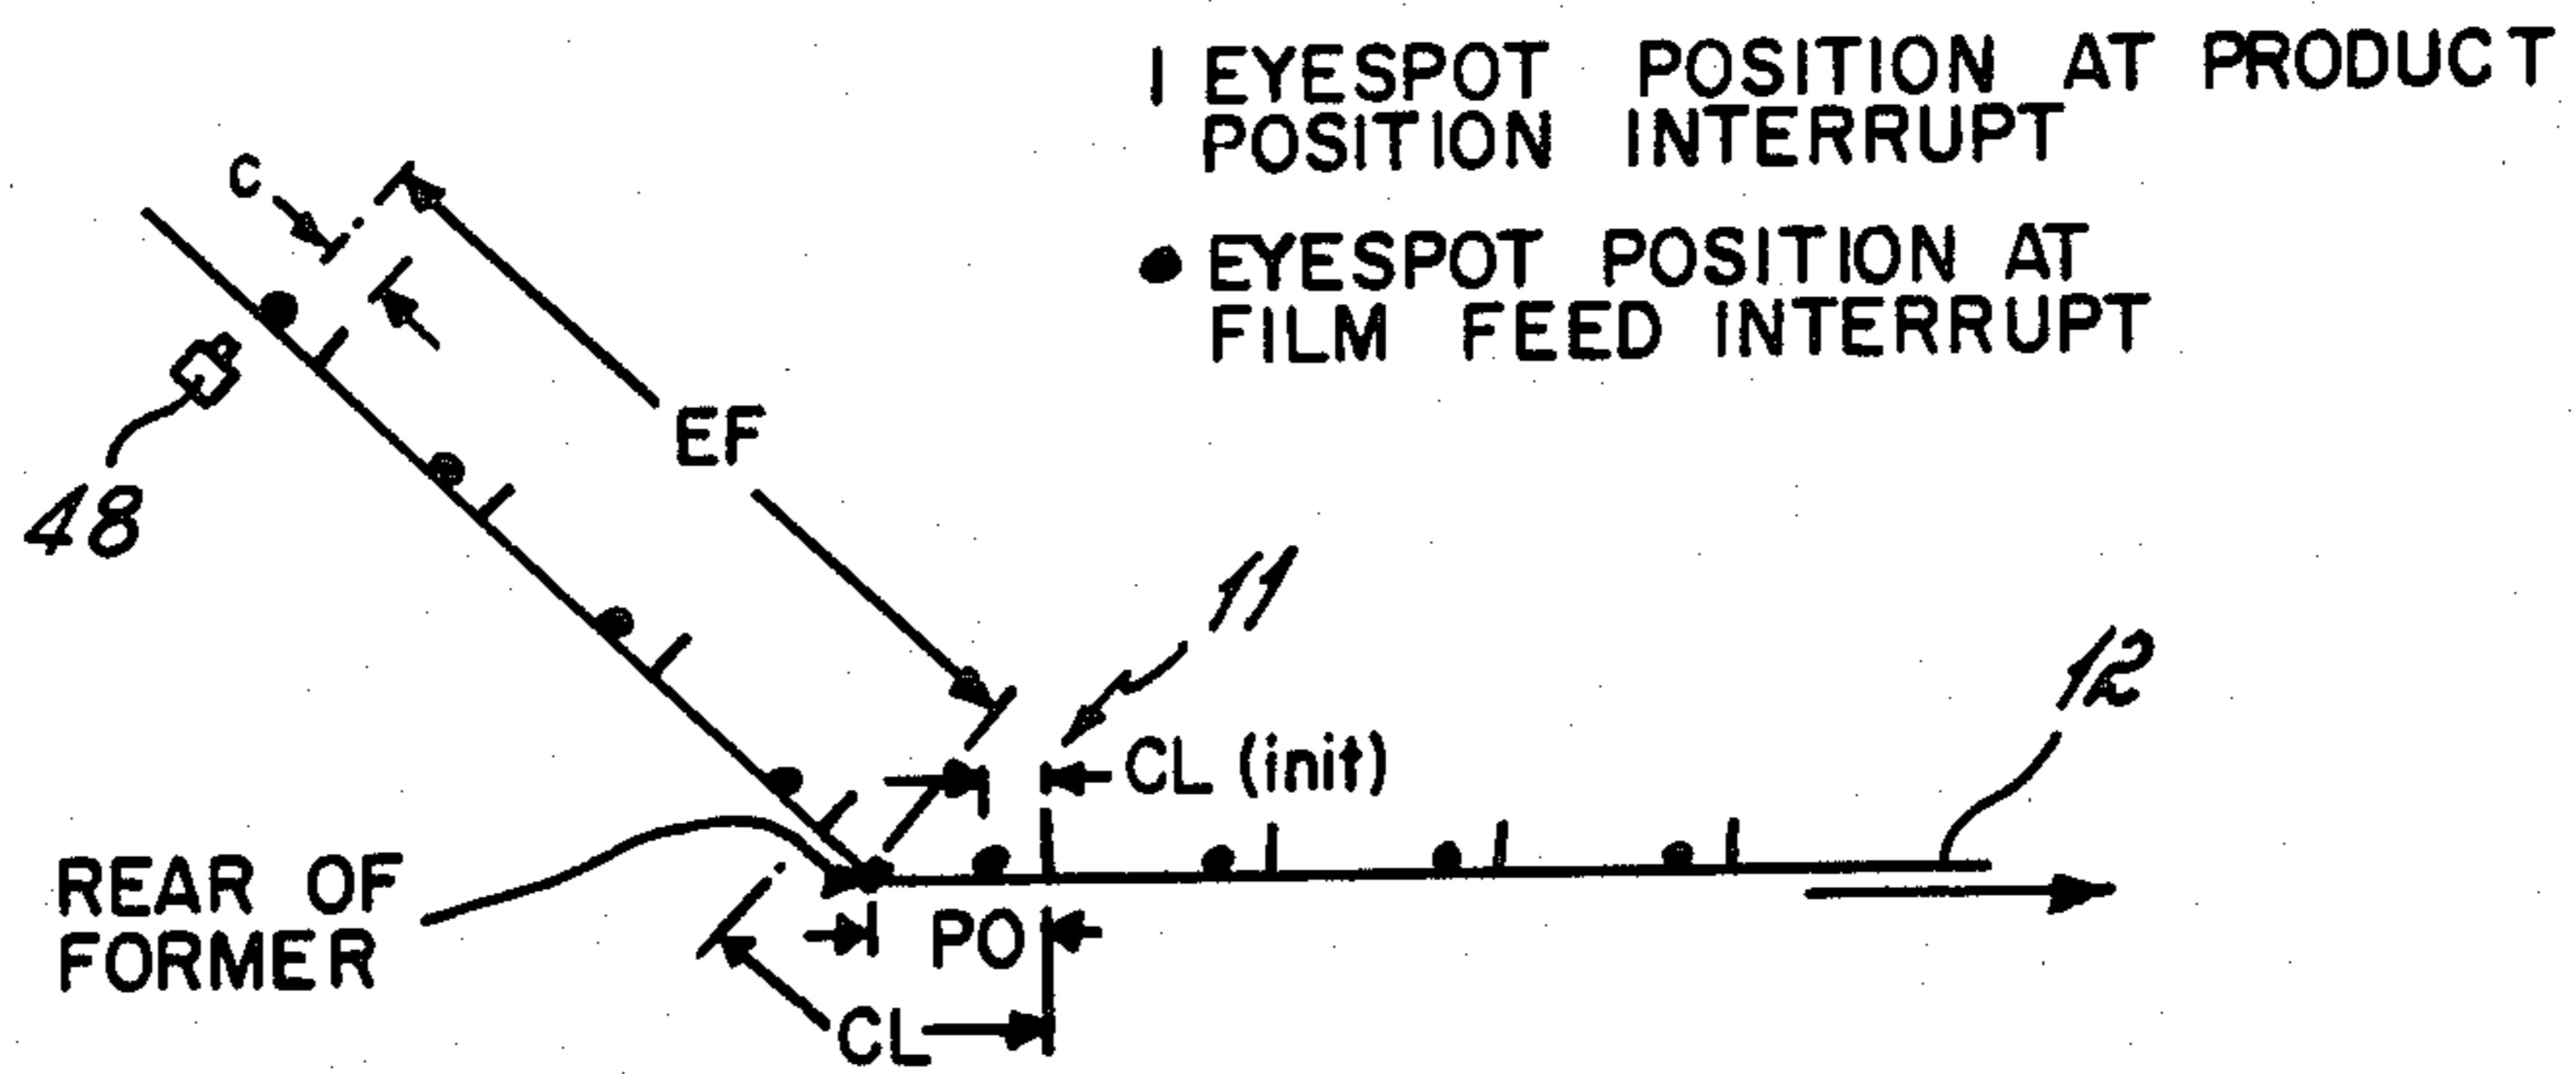 I EYESPOT POSITION AT PRODUCT
POSITION INTERRUPT
EYESPOT POSITION AT
FILM FEED INTERRUPT
C
EF
48
11
12
CL (init)
REAR OF
FORMER
PO
CL